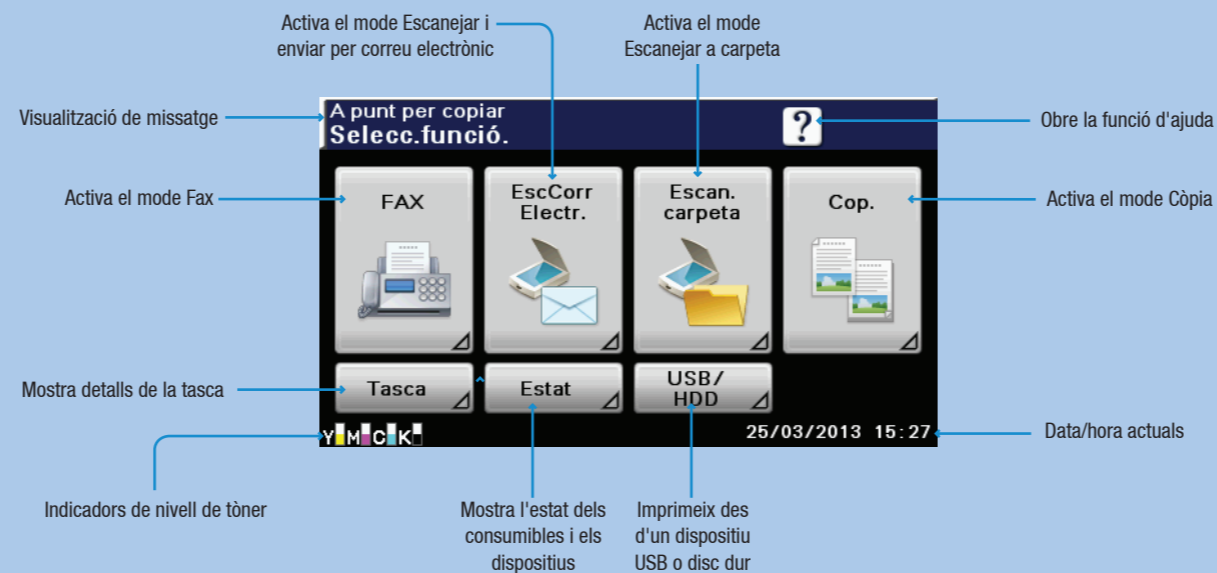 Activa el mode Escanejar i
enviar per correu electrònic
Activa el mode
Escanejar a carpeta
Visualització de missatge
A punt per copiar
Selecc.funció.
?
Obre la funció d'ajuda
Activa el mode Fax
FAX
EscCorr
Electr.
Escan.
carpeta
Cop.
Activa el mode Còpia
Mostra detalls de la tasca
Tasca
Estat
USB/
HDD
Y M C K
25/03/2013 15:27
Data/hora actuals
Indicadors de nivell de tòner
Mostra l'estat dels
consumibles i els
dispositius
Imprimeix des
d'un dispositiu
USB o disc dur